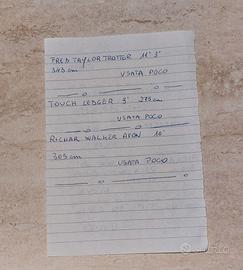 FRED TAYLOR TROTTER 11' 3"
343 cm
USATA POCO
TOUCH LEDGER 9' 275 cm
USATA POCO
RICHAR WALKER AVON 10'
305 cm
USATA POCO